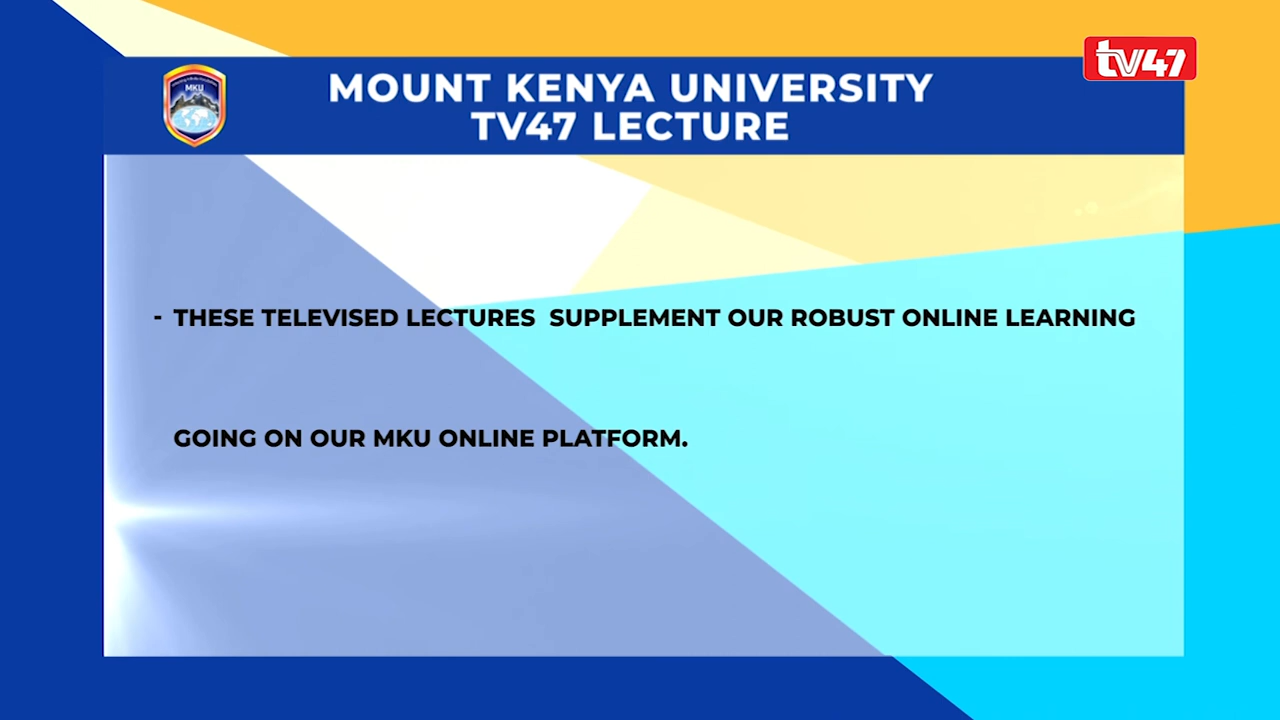 tv47
MKU
MOUNT KENYA UNIVERSITY
TV47 LECTURE
- THESE TELEVISED LECTURES SUPPLEMENT OUR ROBUST ONLINE LEARNING
GOING ON OUR MKU ONLINE PLATFORM.